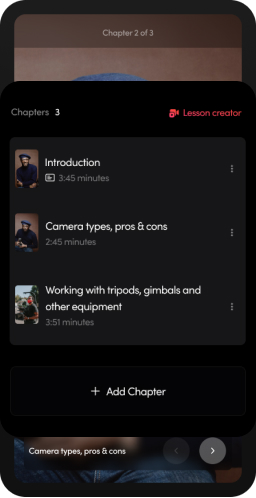 Chapter 2 of 3
Chapters 3
Lesson creator
Introduction
3:45 minutes
Camera types, pros & cons
2:45 minutes
Working with tripods, gimbals and
other equipment
3:51 minutes
+ Add Chapter
Camera types, pros & cons